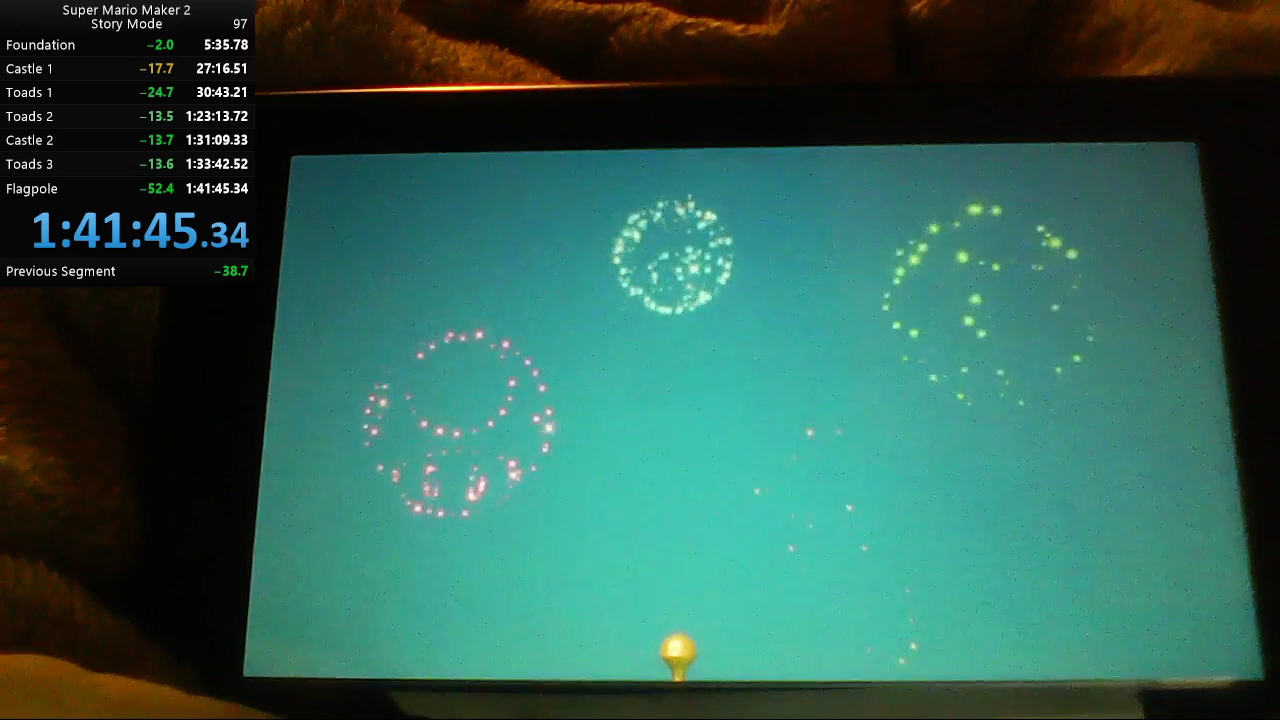 Super Mario Maker 2
Story Mode 97
Foundation −2.0 5:35.78
Castle 1 −17.7 27:16.51
Toads 1 −24.7 30:43.21
Toads 2 −13.5 1:23:13.72
Castle 2 −13.7 1:31:09.33
Toads 3 −13.6 1:33:42.52
Flagpole −52.4 1:41:45.34
1:41:45.34
Previous Segment −38.7